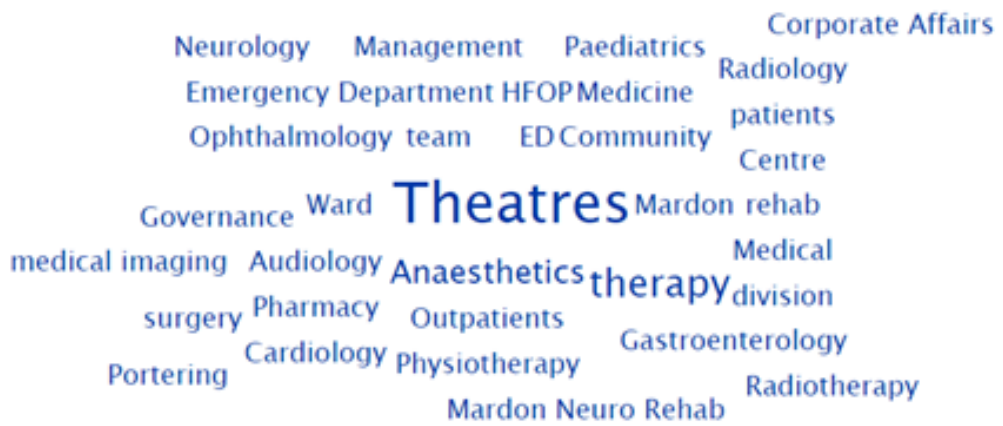 Corporate Affairs
Neurology Management Paediatrics
Radiology
Emergency Department HFOP Medicine
patients
Ophthalmology team ED Community
Centre
Governance Ward Theatres Mardon rehab
medical imaging Audiology Anaesthetics therapy Medical
division
surgery Pharmacy Outpatients
Gastroenterology
Cardiology Physiotherapy
Portering
Radiotherapy
Mardon Neuro Rehab